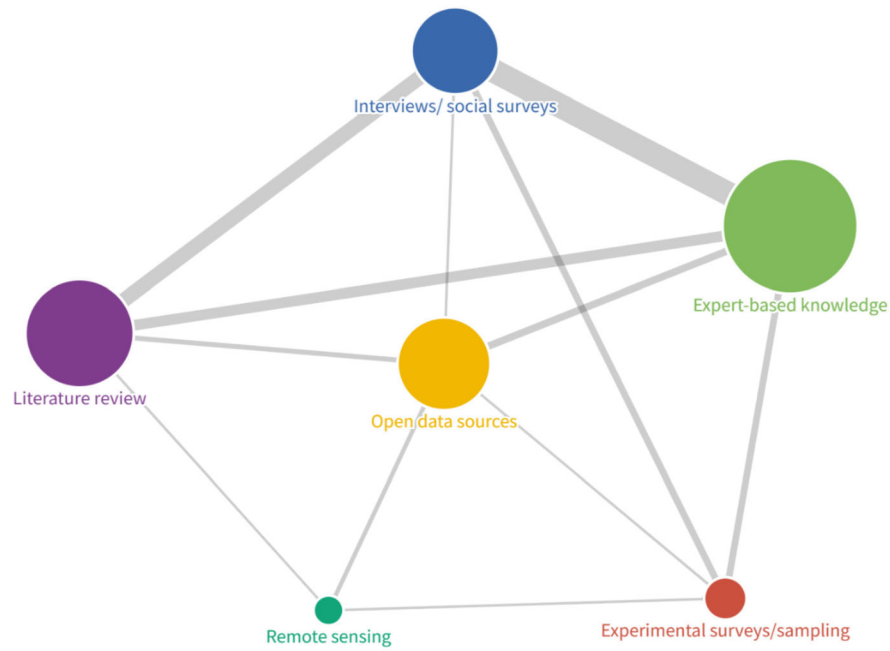 Interviews/ social surveys
Expert-based knowledge
Literature review
Open data sources
Remote sensing
Experimental surveys/sampling